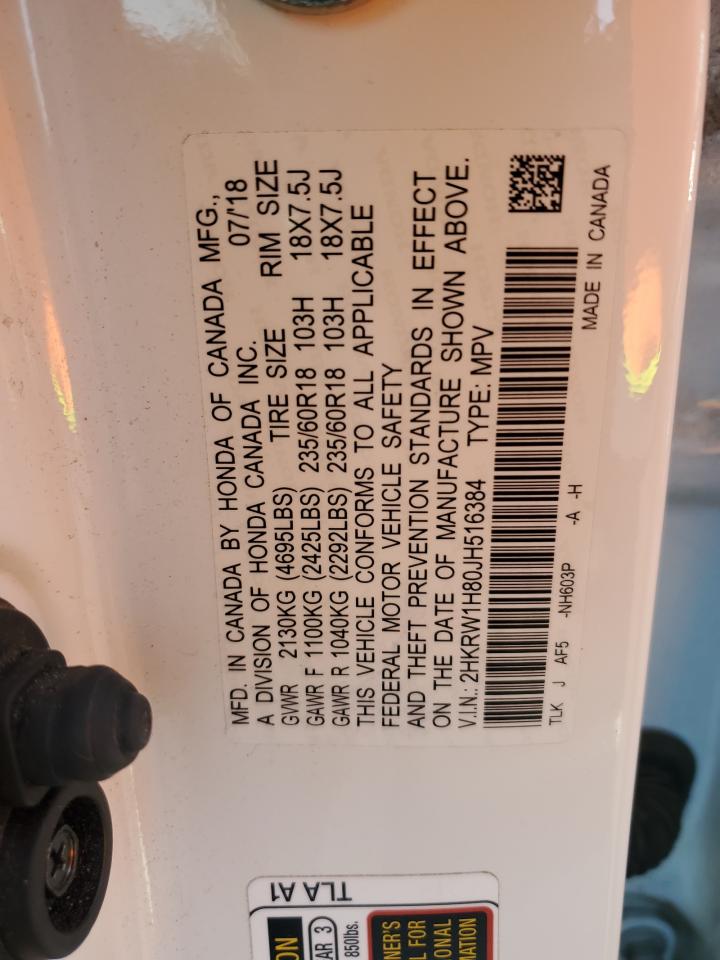 MFD. IN CANADA BY HONDA OF CANADA MFG.,
A DIVISION OF HONDA CANADA INC. 07/'18
GVWR 2130KG (4695LBS) TIRE SIZE RIM SIZE
GAWR F 1100KG (2425LBS) 235/60R18 103H 18X7.5J
GAWR R 1040KG (2292LBS) 235/60R18 103H 18X7.5J
THIS VEHICLE CONFORMS TO ALL APPLICABLE
FEDERAL MOTOR VEHICLE SAFETY
AND THEFT PREVENTION STANDARDS IN EFFECT
ON THE DATE OF MANUFACTURE SHOWN ABOVE.
V.I.N.: 2HKRW1H80JH516384 TYPE: MPV
TLK J AF5 -NH603P -A -H
MADE IN CANADA
TLA A1
850lbs.